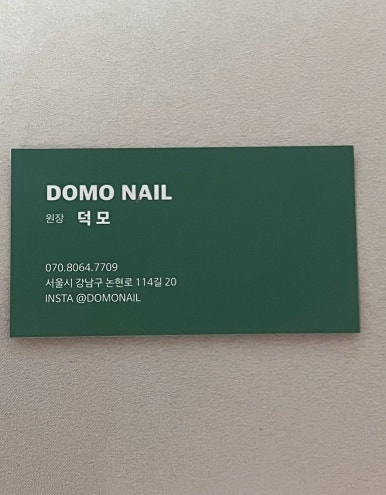 DOMO NAIL
원장 덕모
070.8064.7709
서울시 강남구 논현로 114길 20
INSTA @DOMONAIL